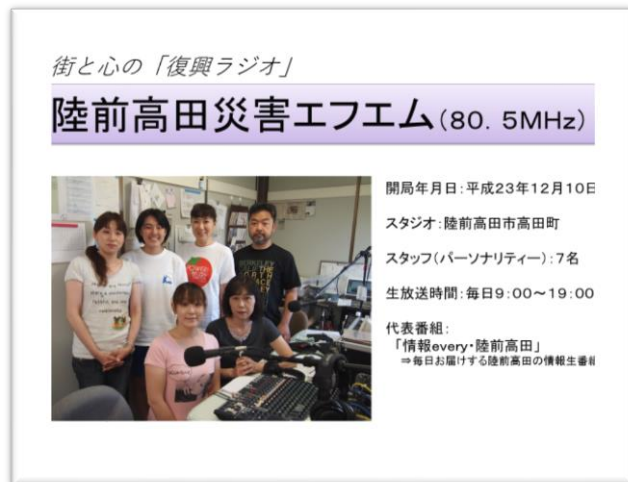 街と心の「復興ラジオ」
陸前高田災害エフエム(80.5MHz)
開局年月日:平成23年12月10日
スタジオ:陸前高田市高田町
スタッフ(パーソナリティー):7名
生放送時間:毎日9:00～19:00
代表番組:
「情報every・陸前高田」
⇒毎日お届けする陸前高田の情報生番組